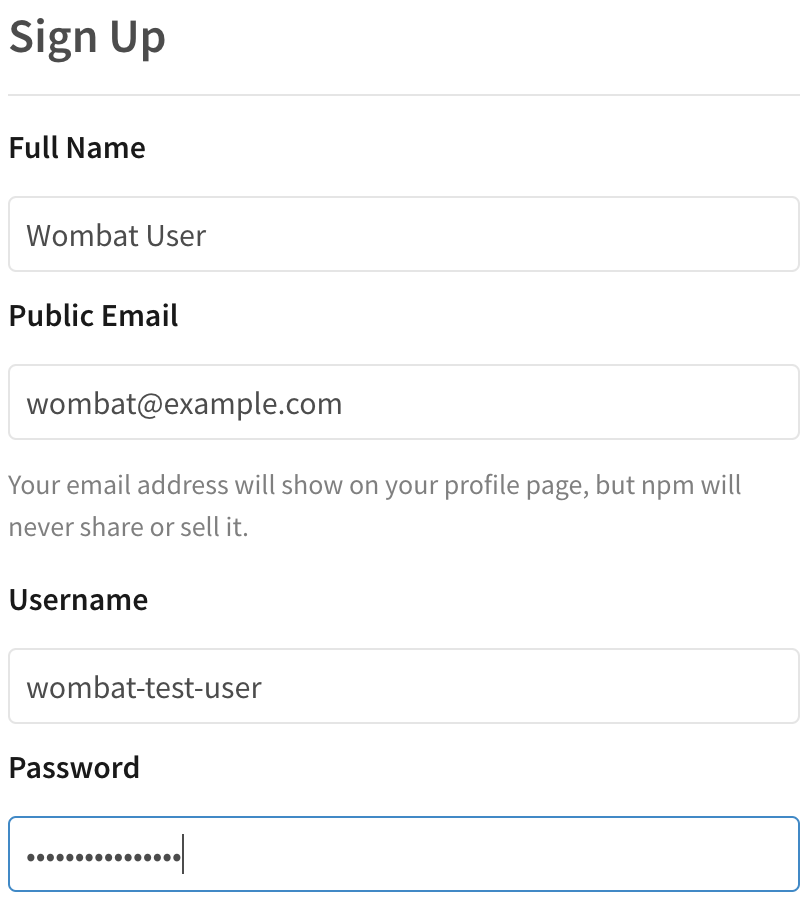 Sign Up
Full Name
Wombat User
Public Email
wombat@example.com
Your email address will show on your profile page, but npm will
never share or sell it.
Username
wombat-test-user
Password
••••••••••••••••